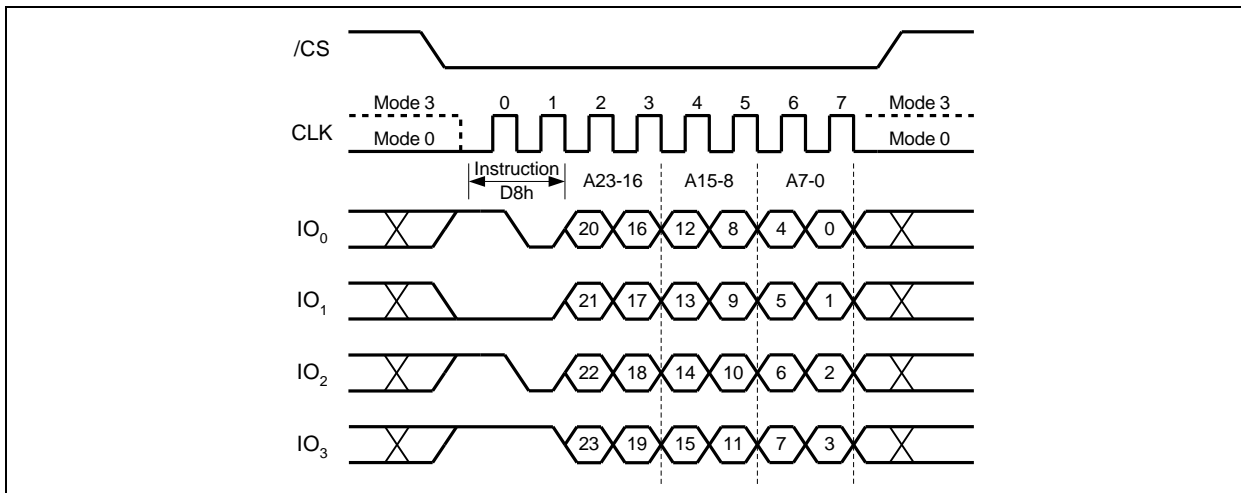 /CS
Mode 3 0 1 2 3 4 5 6 7 Mode 3
CLK
Mode 0 Mode 0
Instruction
D8h A23-16 A15-8 A7-0
IO0 20 16 12 8 4 0
IO1 21 17 13 9 5 1
IO2 22 18 14 10 6 2
IO3 23 19 15 11 7 3